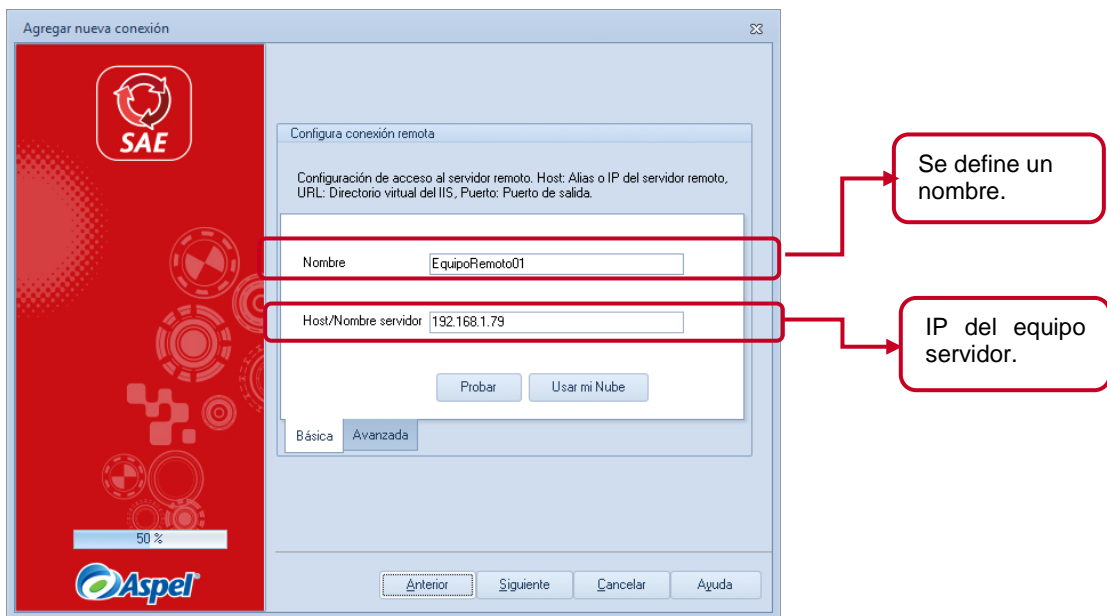 Agregar nueva conexión
SAE
Configura conexión remota
Configuración de acceso al servidor remoto. Host: Alias o IP del servidor remoto,
URL: Directorio virtual del IIS, Puerto: Puerto de salida.
Nombre
EquipoRemoto01
Host/Nombre servidor
192.168.1.79
Probar
Usar mi Nube
Básica
Avanzada
50 %
Aspel
Anterior
Siguiente
Cancelar
Ayuda
Se define un
nombre.
IP del equipo
servidor.